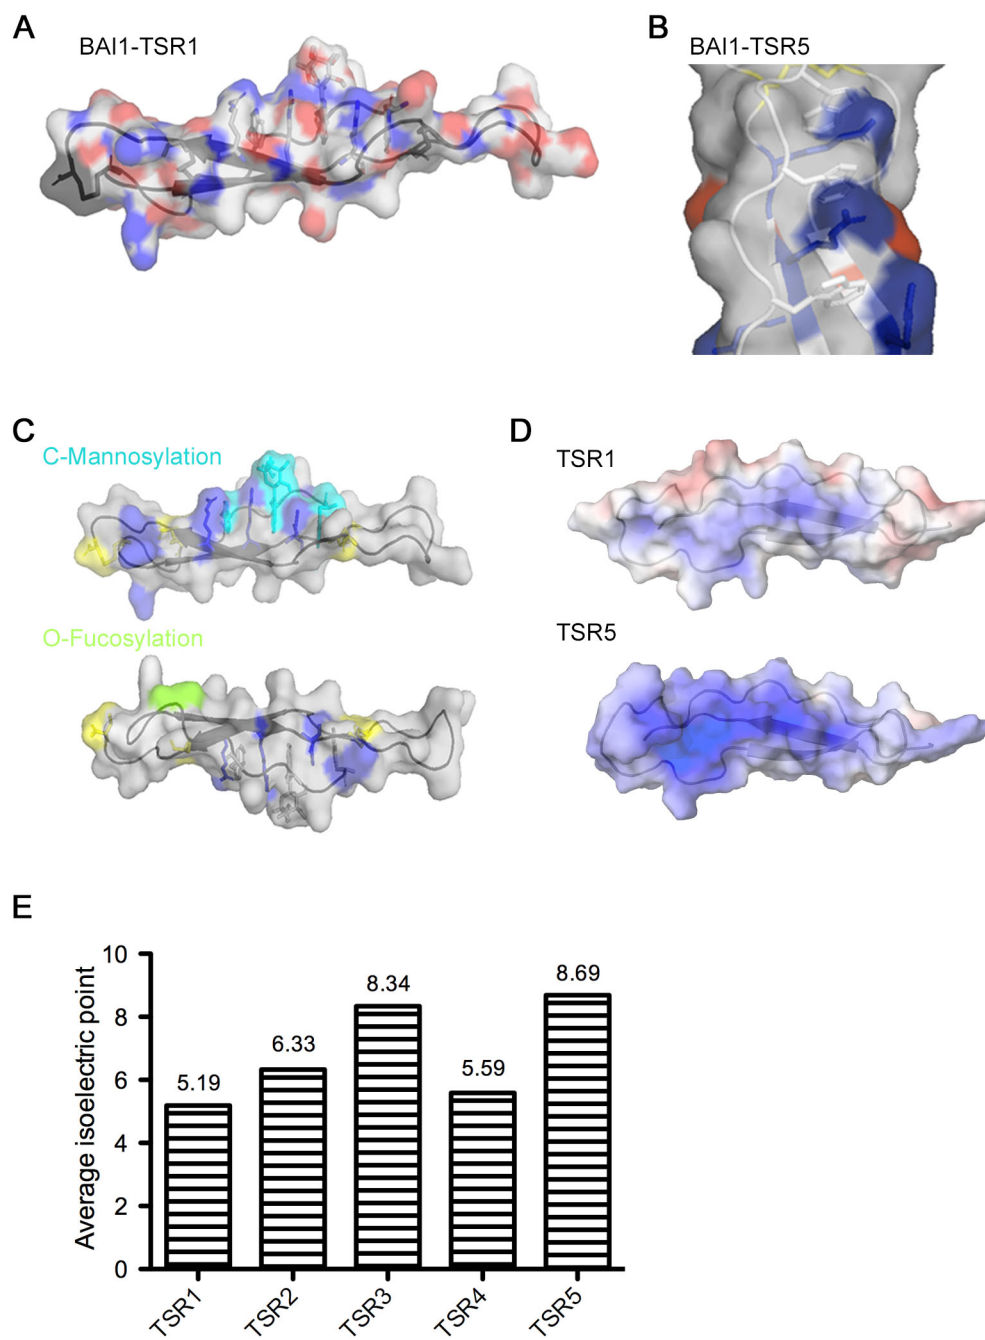 A
BAI1-TSR1
B
BAI1-TSR5
C
C-Mannosylation
O-Fucosylation
D
TSR1
TSR5
E
Average isoelectric point
10
8
6
4
2
0
5.19
6.33
8.34
5.59
8.69
TSR1
TSR2
TSR3
TSR4
TSR5